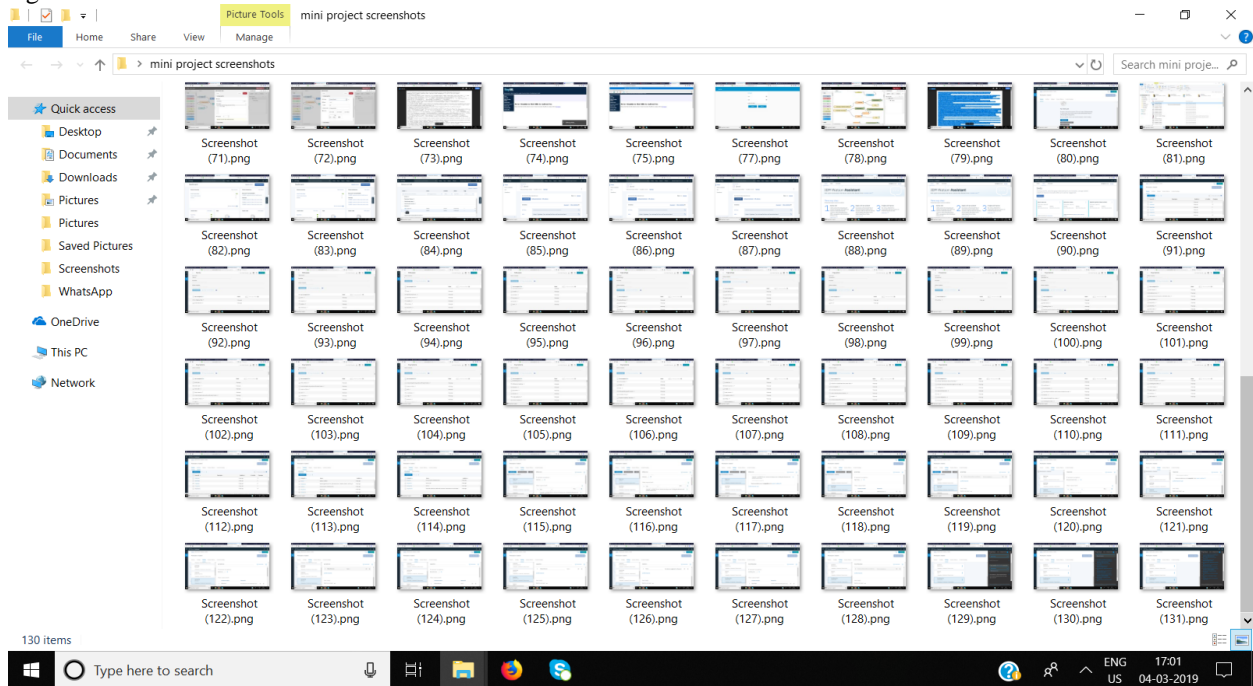 Picture Tools mini project screenshots
File Home Share View Manage
mini project screenshots Search mini proje...
Quick access
Desktop
Documents
Downloads
Pictures
Pictures
Saved Pictures
Screenshots
WhatsApp
OneDrive
This PC
Network
Screenshot Screenshot Screenshot Screenshot Screenshot Screenshot Screenshot Screenshot Screenshot Screenshot
(71).png (72).png (73).png (74).png (75).png (77).png (78).png (79).png (80).png (81).png
Screenshot Screenshot Screenshot Screenshot Screenshot Screenshot Screenshot Screenshot Screenshot Screenshot
(82).png (83).png (84).png (85).png (86).png (87).png (88).png (89).png (90).png (91).png
Screenshot Screenshot Screenshot Screenshot Screenshot Screenshot Screenshot Screenshot Screenshot Screenshot
(92).png (93).png (94).png (95).png (96).png (97).png (98).png (99).png (100).png (101).png
Screenshot Screenshot Screenshot Screenshot Screenshot Screenshot Screenshot Screenshot Screenshot Screenshot
(102).png (103).png (104).png (105).png (106).png (107).png (108).png (109).png (110).png (111).png
Screenshot Screenshot Screenshot Screenshot Screenshot Screenshot Screenshot Screenshot Screenshot Screenshot
(112).png (113).png (114).png (115).png (116).png (117).png (118).png (119).png (120).png (121).png
Screenshot Screenshot Screenshot Screenshot Screenshot Screenshot Screenshot Screenshot Screenshot Screenshot
(122).png (123).png (124).png (125).png (126).png (127).png (128).png (129).png (130).png (131).png
130 items
Type here to search ENG 17:01
US 04-03-2019